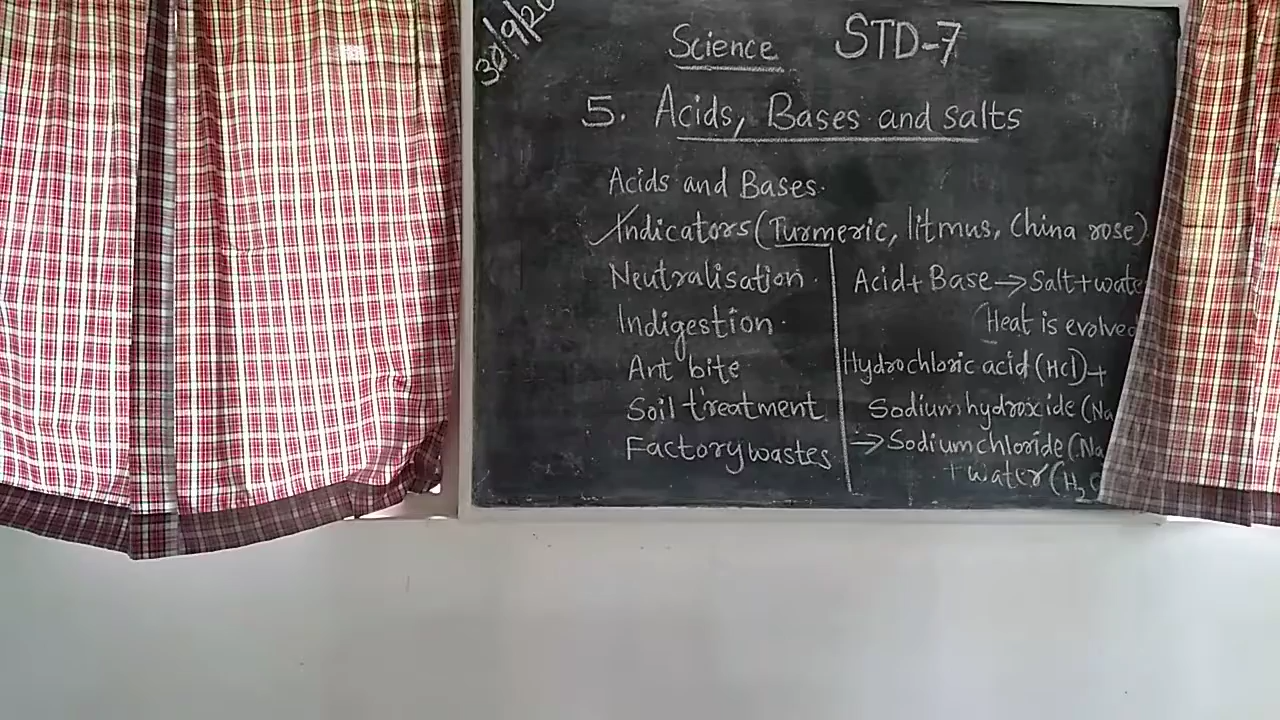 30/9/20
Science STD-7
5. Acids, Bases and salts
Acids and Bases.
Indicators (Turmeric, litmus, China rose)
Neutralisation.
Indigestion.
Ant bite
Soil treatment
Factory wastes
Acid + Base → Salt + wate
(Heat is evolved
Hydrochloric acid (HCl) +
Sodium hydroxide (Na
→ Sodium chloride (Na
+ water (H₂O